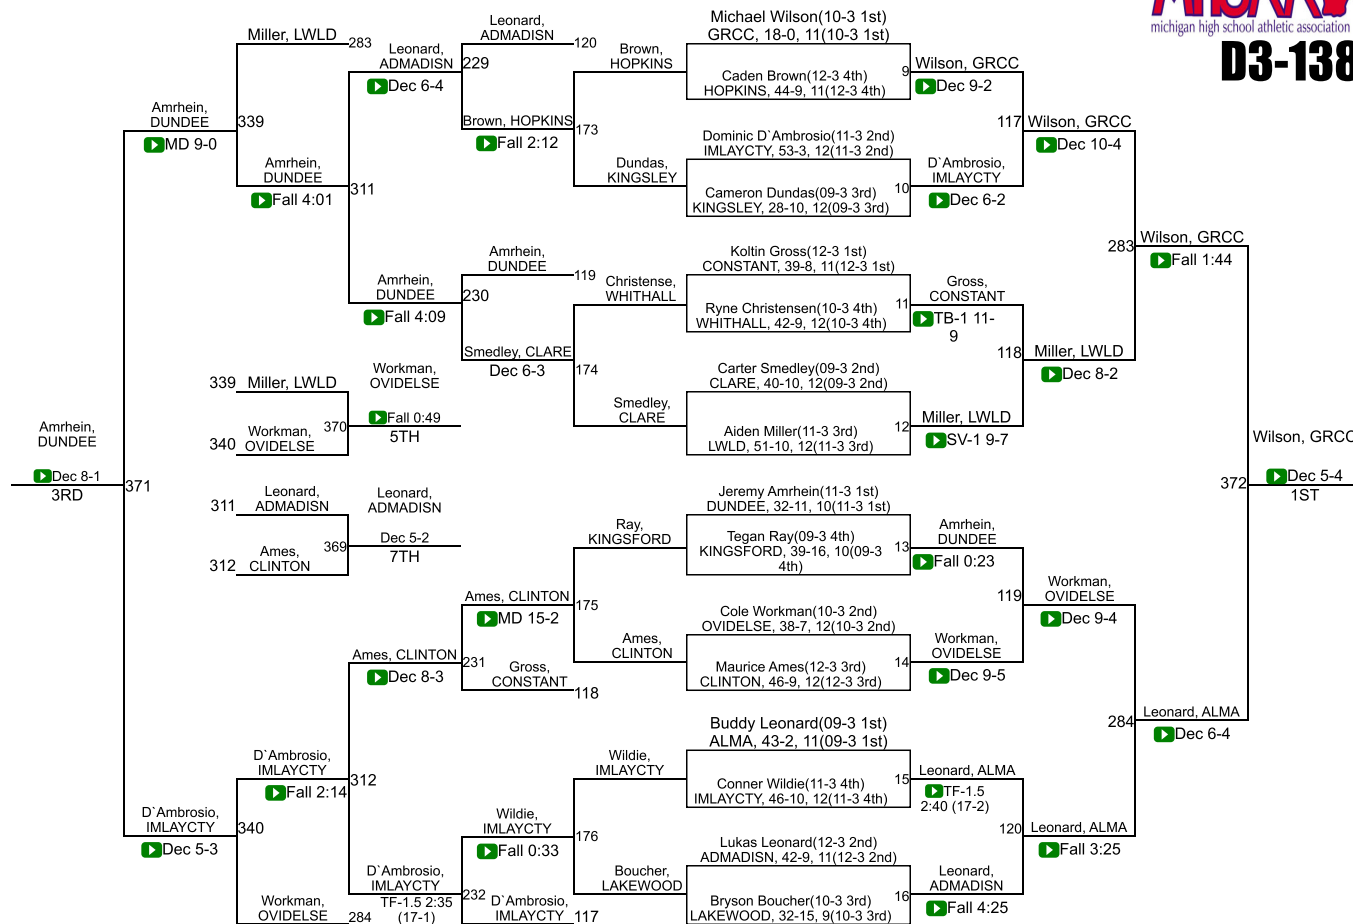 MHSAA
michigan high school athletic association
D3-138
Michael Wilson(10-3 1st)
GRCC, 18-0, 11(10-3 1st)
Caden Brown(12-3 4th)
HOPKINS, 44-9, 11(12-3 4th)
9
Dominic D`Ambrosio(11-3 2nd)
IMLAYCTY, 53-3, 12(11-3 2nd)
Cameron Dundas(09-3 3rd)
KINGSLEY, 28-10, 12(09-3 3rd)
10
Koltin Gross(12-3 1st)
CONSTANT, 39-8, 11(12-3 1st)
Ryne Christensen(10-3 4th)
WHITHALL, 42-9, 12(10-3 4th)
11
Carter Smedley(09-3 2nd)
CLARE, 40-10, 12(09-3 2nd)
Aiden Miller(11-3 3rd)
LWLD, 51-10, 12(11-3 3rd)
12
Jeremy Amrhein(11-3 1st)
DUNDEE, 32-11, 10(11-3 1st)
Tegan Ray(09-3 4th)
KINGSFORD, 39-16, 10(09-3
4th)
13
Cole Workman(10-3 2nd)
OVIDELSE, 38-7, 12(10-3 2nd)
Maurice Ames(12-3 3rd)
CLINTON, 46-9, 12(12-3 3rd)
14
Buddy Leonard(09-3 1st)
ALMA, 43-2, 11(09-3 1st)
Conner Wildie(11-3 4th)
IMLAYCTY, 46-10, 12(11-3 4th)
15
Lukas Leonard(12-3 2nd)
ADMADISN, 42-9, 11(12-3 2nd)
Bryson Boucher(10-3 3rd)
LAKEWOOD, 32-15, 9(10-3 3rd)
16
Wilson, GRCC
Dec 9-2
D`Ambrosio,
IMLAYCTY
Dec 6-2
Gross,
CONSTANT
TB-1 11-
9
Miller, LWLD
SV-1 9-7
Amrhein,
DUNDEE
Fall 0:23
Workman,
OVIDELSE
Dec 9-5
Leonard, ALMA
TF-1.5
2:40 (17-2)
Leonard,
ADMADISN
Fall 4:25
117
Wilson, GRCC
Dec 10-4
118
Miller, LWLD
Dec 8-2
119
Workman,
OVIDELSE
Dec 9-4
120
Leonard, ALMA
Fall 3:25
283
Wilson, GRCC
Fall 1:44
284
Leonard, ALMA
Dec 6-4
372
Wilson, GRCC
Dec 5-4
1ST
Brown,
HOPKINS
Dundas,
KINGSLEY
Christense,
WHITHALL
Smedley,
CLARE
Ray,
KINGSFORD
Ames,
CLINTON
Wildie,
IMLAYCTY
Boucher,
LAKEWOOD
Leonard,
ADMADISN
120
Brown, HOPKINS
173
Fall 2:12
Amrhein,
DUNDEE
119
Smedley, CLARE
174
Dec 6-3
Ames, CLINTON
175
MD 15-2
Gross,
CONSTANT
118
Wildie,
IMLAYCTY
176
Fall 0:33
D`Ambrosio,
IMLAYCTY
117
Leonard,
ADMADISN
229
Dec 6-4
Amrhein,
DUNDEE
230
Fall 4:09
Ames, CLINTON
231
Dec 8-3
D`Ambrosio,
IMLAYCTY
232
TF-1.5 2:35
(17-1)
Miller, LWLD
283
Amrhein,
DUNDEE
311
Fall 4:01
D`Ambrosio,
IMLAYCTY
312
Fall 2:14
Workman,
OVIDELSE
284
Amrhein,
DUNDEE
339
MD 9-0
D`Ambrosio,
IMLAYCTY
340
Dec 5-3
Amrhein,
DUNDEE
Dec 8-1
371
3RD
339
Miller, LWLD
340
Workman,
OVIDELSE
370
Workman,
OVIDELSE
Fall 0:49
5TH
311
Leonard,
ADMADISN
312
Ames,
CLINTON
369
Leonard,
ADMADISN
Dec 5-2
7TH